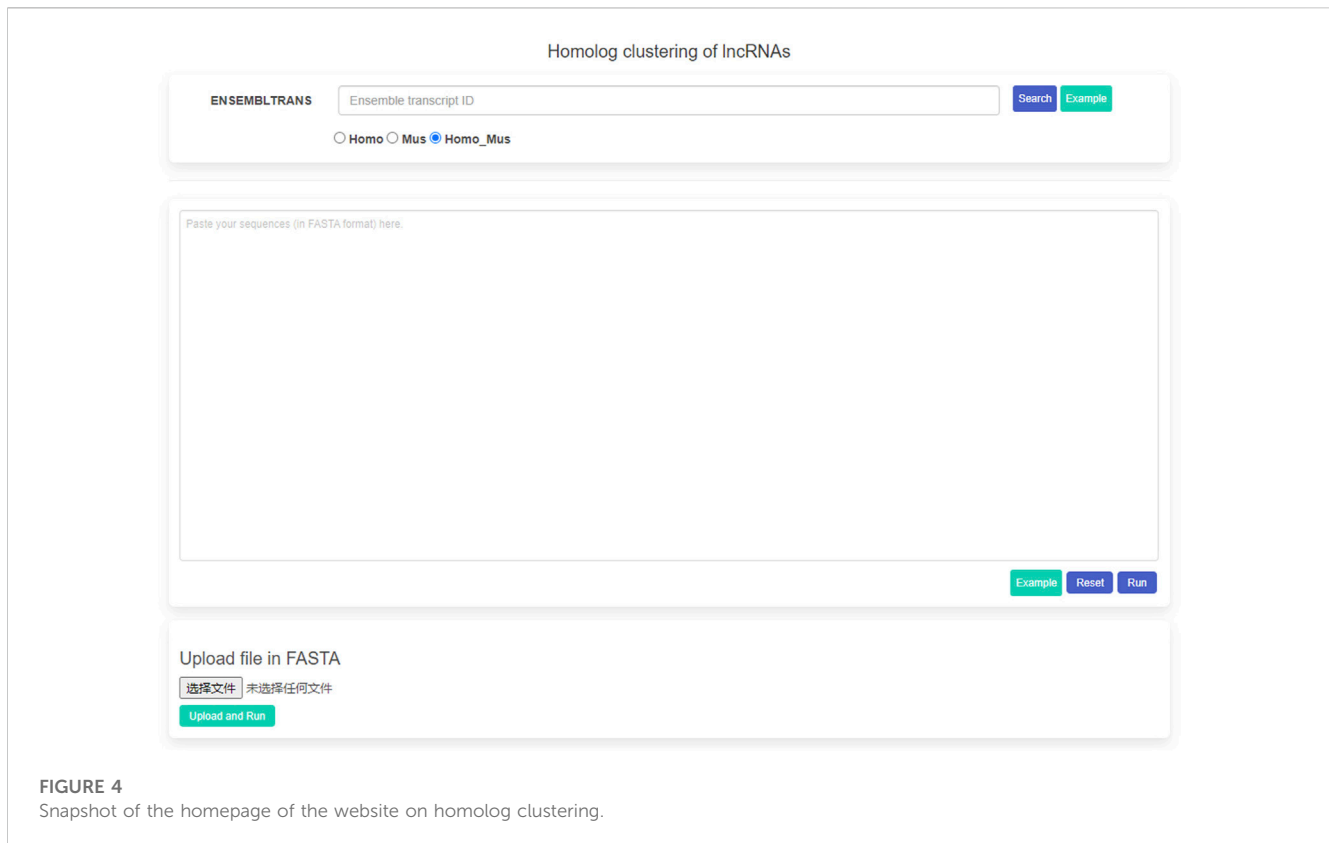 Homolog clustering of lncRNAs
ENSEMBLTRANS Ensemble transcript ID Search Example
Homo Mus Homo_Mus
Paste your sequences (in FASTA format) here.
Example Reset Run
Upload file in FASTA
选择文件 未选择任何文件
Upload and Run
FIGURE 4
Snapshot of the homepage of the website on homolog clustering.